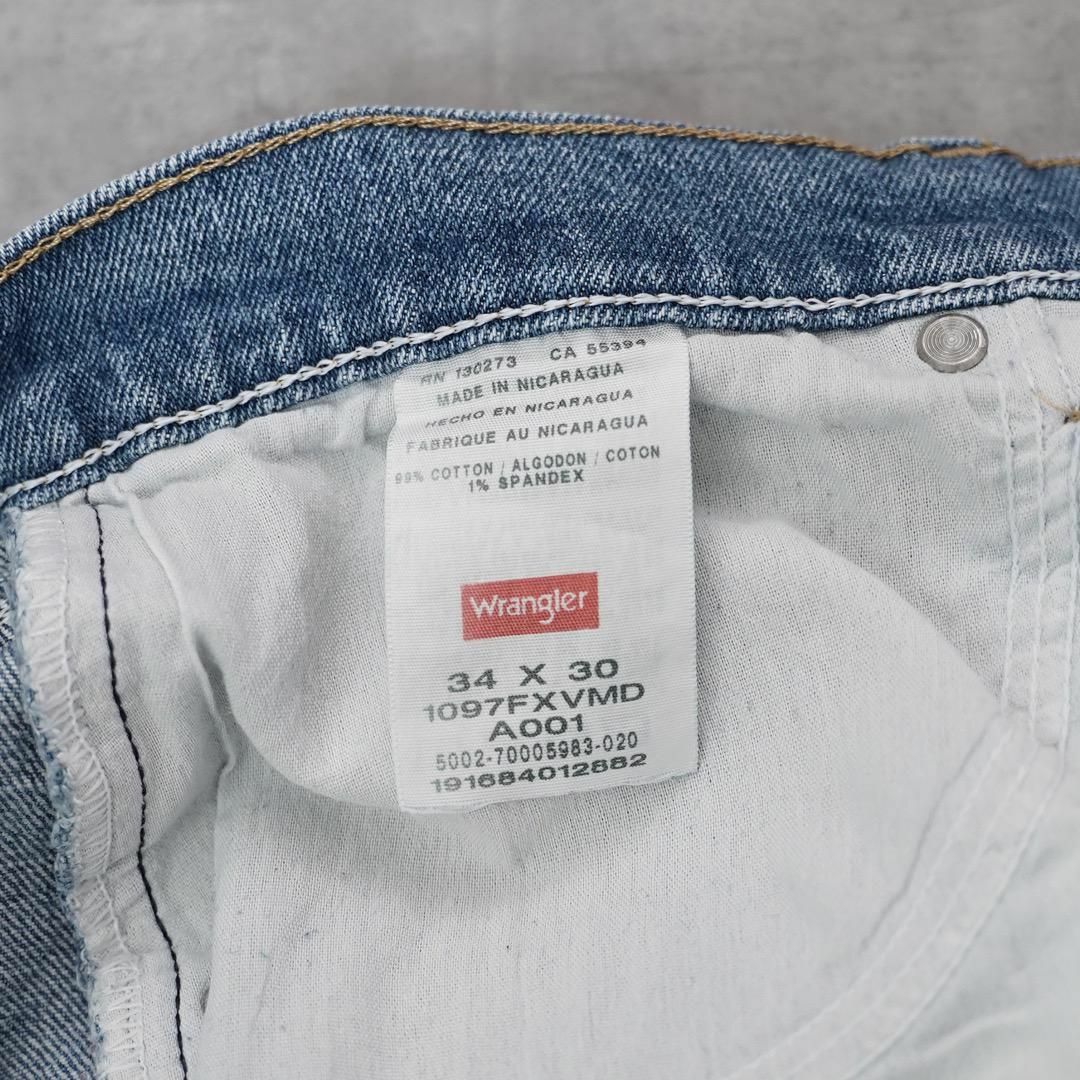 RN 130273 CA 55394
MADE IN NICARAGUA
HECHO EN NICARAGUA
FABRIQUE AU NICARAGUA
99% COTTON / ALGODON / COTON
1% SPANDEX
Wrangler
34 X 30
1097FXVMD
A001
5002-70005983-020
191684012882